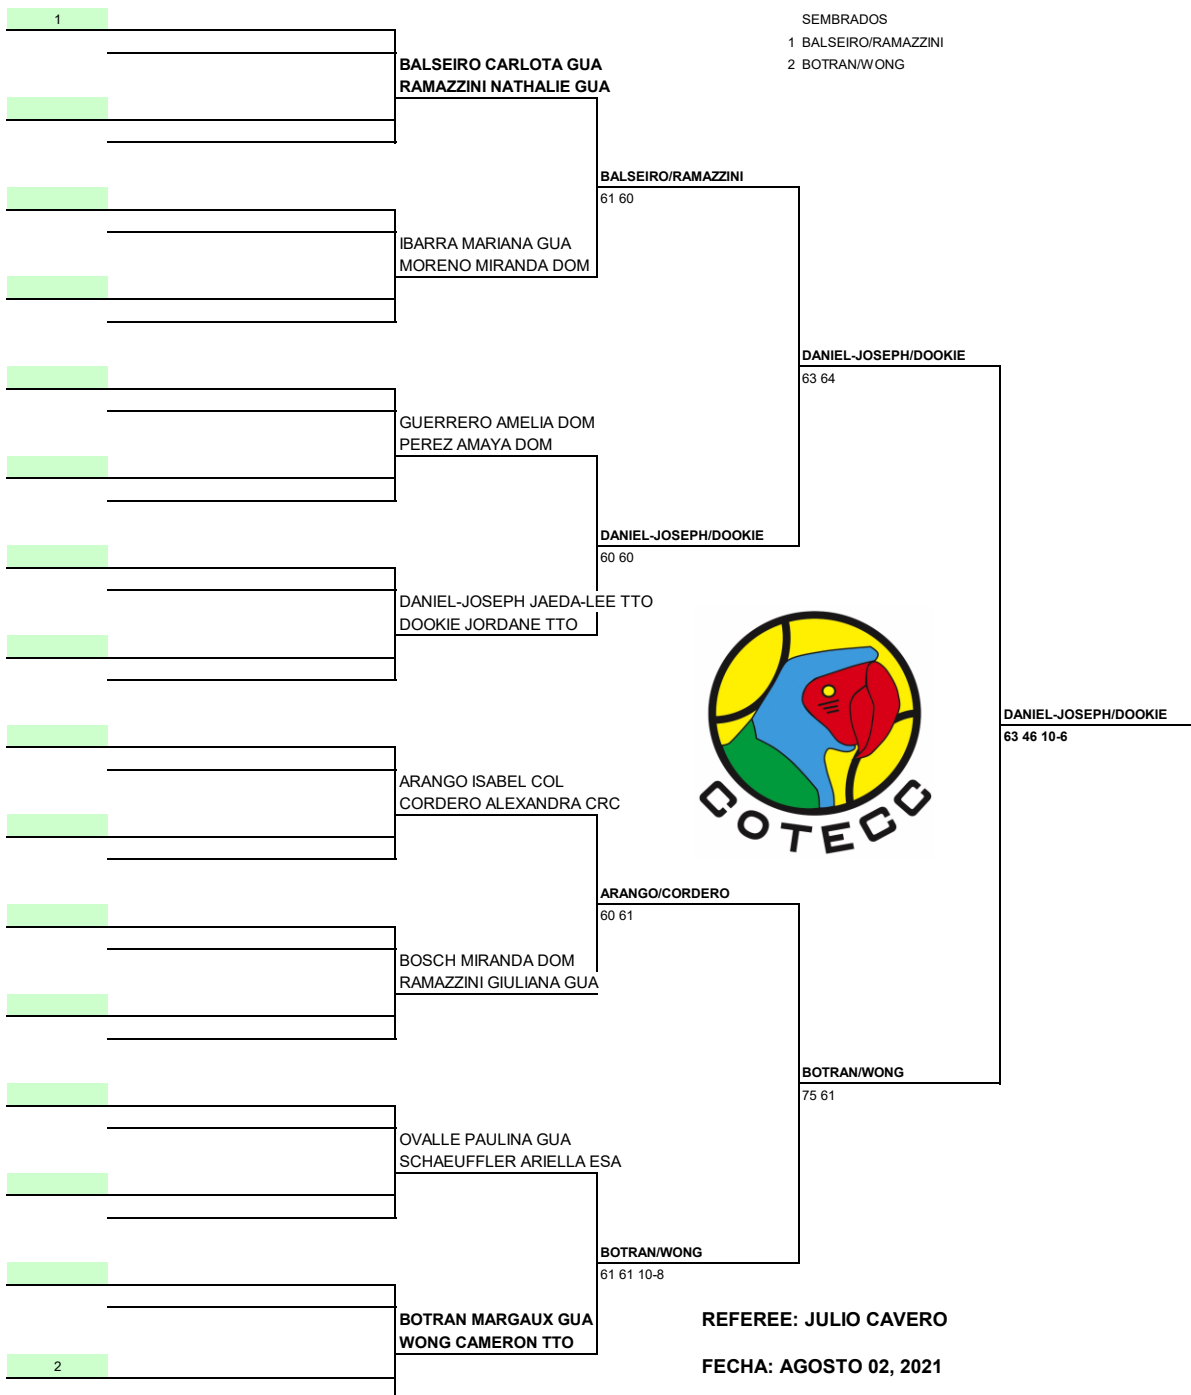 1
SEMBRADOS
1 BALSEIRO/RAMAZZINI
2 BOTRAN/WONG
BALSEIRO CARLOTA GUA
RAMAZZINI NATHALIE GUA
BALSEIRO/RAMAZZINI
61 60
IBARRA MARIANA GUA
MORENO MIRANDA DOM
DANIEL-JOSEPH/DOOKIE
63 64
GUERRERO AMELIA DOM
PEREZ AMAYA DOM
DANIEL-JOSEPH/DOOKIE
60 60
DANIEL-JOSEPH JAEDA-LEE TTO
DOOKIE JORDANE TTO
DANIEL-JOSEPH/DOOKIE
63 46 10-6
ARANGO ISABEL COL
CORDERO ALEXANDRA CRC
COTECC
ARANGO/CORDERO
60 61
BOSCH MIRANDA DOM
RAMAZZINI GIULIANA GUA
BOTRAN/WONG
75 61
OVALLE PAULINA GUA
SCHAEUFFLER ARIELLA ESA
BOTRAN/WONG
61 61 10-8
BOTRAN MARGAUX GUA
WONG CAMERON TTO
REFEREE: JULIO CAVERO
2
FECHA: AGOSTO 02, 2021